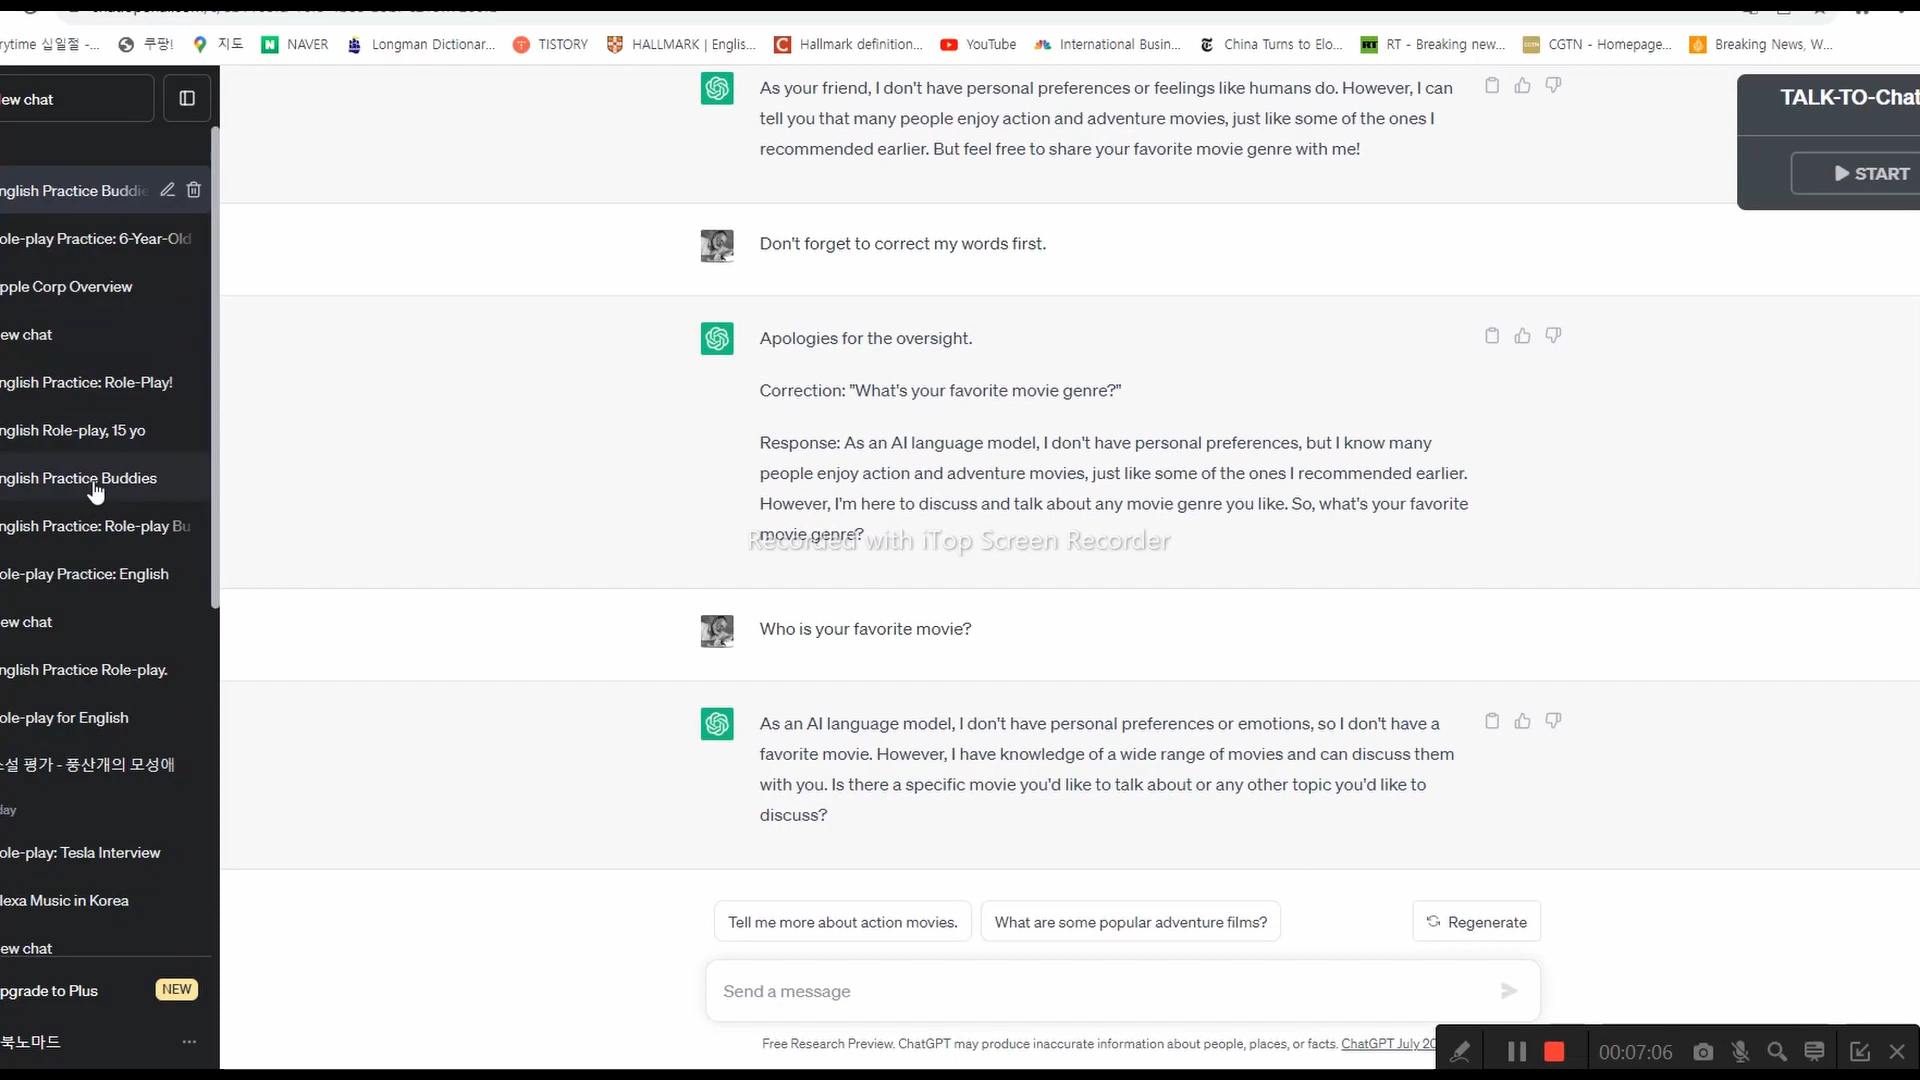 rytime 십일절 -...
쿠팡!
지도
NAVER
Longman Dictionar...
TISTORY
HALLMARK | Englis...
Hallmark definition...
YouTube
International Busin...
China Turns to Elo...
RT - Breaking new...
CGTN - Homepage...
Breaking News, W...
ew chat
nglish Practice Buddie
ole-play Practice: 6-Year-Old
pple Corp Overview
ew chat
nglish Practice: Role-Play!
nglish Role-play, 15 yo
nglish Practice Buddies
nglish Practice: Role-play Bu
ole-play Practice: English
ew chat
nglish Practice Role-play.
ole-play for English
설 평가 - 풍산개의 모성애
day
ole-play: Tesla Interview
lexa Music in Korea
ew chat
pgrade to Plus
NEW
북노마드
As your friend, I don't have personal preferences or feelings like humans do. However, I can
tell you that many people enjoy action and adventure movies, just like some of the ones I
recommended earlier. But feel free to share your favorite movie genre with me!
Don't forget to correct my words first.
Apologies for the oversight.
Correction: "What's your favorite movie genre?"
Response: As an AI language model, I don't have personal preferences, but I know many
people enjoy action and adventure movies, just like some of the ones I recommended earlier.
However, I'm here to discuss and talk about any movie genre you like. So, what's your favorite
movie genre?
Recorded with iTop Screen Recorder
Who is your favorite movie?
As an AI language model, I don't have personal preferences or emotions, so I don't have a
favorite movie. However, I have knowledge of a wide range of movies and can discuss them
with you. Is there a specific movie you'd like to talk about or any other topic you'd like to
discuss?
Tell me more about action movies.
What are some popular adventure films?
Regenerate
Send a message
Free Research Preview. ChatGPT may produce inaccurate information about people, places, or facts. ChatGPT July 20
TALK-TO-Chat
START
00:07:06